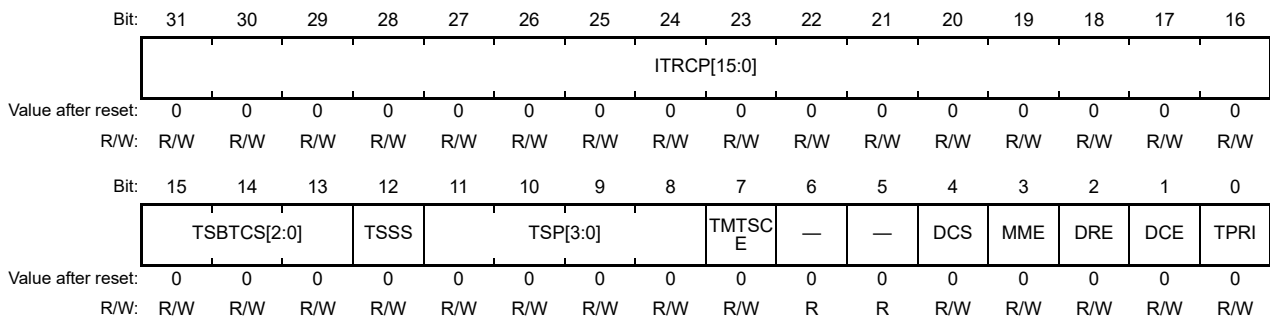 Bit: 31 30 29 28 27 26 25 24 23 22 21 20 19 18 17 16
ITRCP[15:0]
Value after reset: 0 0 0 0 0 0 0 0 0 0 0 0 0 0 0 0
R/W: R/W R/W R/W R/W R/W R/W R/W R/W R/W R/W R/W R/W R/W R/W R/W R/W
Bit: 15 14 13 12 11 10 9 8 7 6 5 4 3 2 1 0
TSBTCS[2:0] TSSS TSP[3:0] TMTSC E — — DCS MME DRE DCE TPRI
Value after reset: 0 0 0 0 0 0 0 0 0 0 0 0 0 0 0 0
R/W: R/W R/W R/W R/W R/W R/W R/W R/W R/W R R R/W R/W R/W R/W R/W